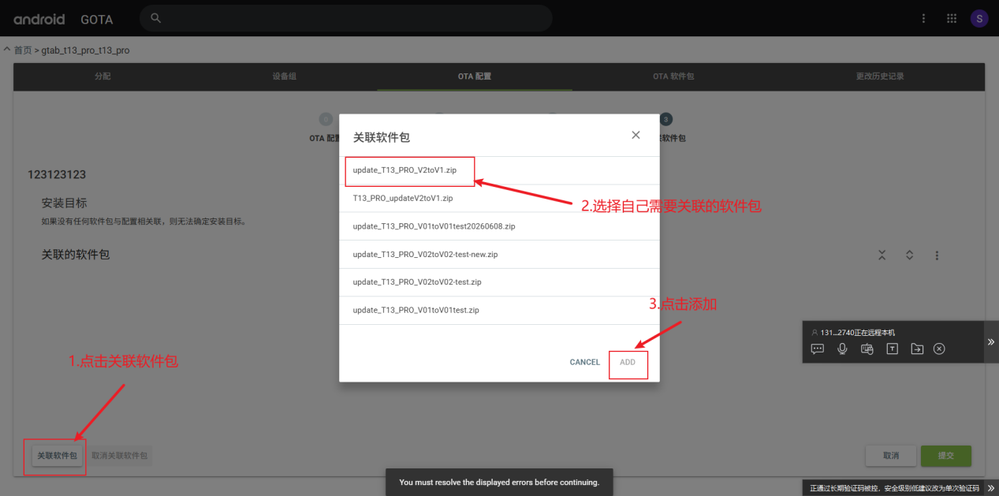 android GOTA
S
首页 > gtab_t13_pro_t13_pro
分配
设备组
OTA 配置
OTA 软件包
更改历史记录
3
OTA 配置
软件包
123123123
安装目标
如果没有任何软件包与配置相关联，则无法确定安装目标。
关联的软件包
关联软件包
update_T13_PRO_V2toV1.zip
T13_PRO_updateV2toV1.zip
update_T13_PRO_V01toV01test20260608.zip
update_T13_PRO_V02toV02-test-new.zip
update_T13_PRO_V02toV02-test.zip
update_T13_PRO_V01toV01test.zip
CANCEL
ADD
2.选择自己需要关联的软件包
3.点击添加
1.点击关联软件包
131...2740正在远程本机
关联软件包
取消关联软件包
取消
提交
You must resolve the displayed errors before continuing.
正通过长期验证码被控，安全级别低建议改为单次验证码